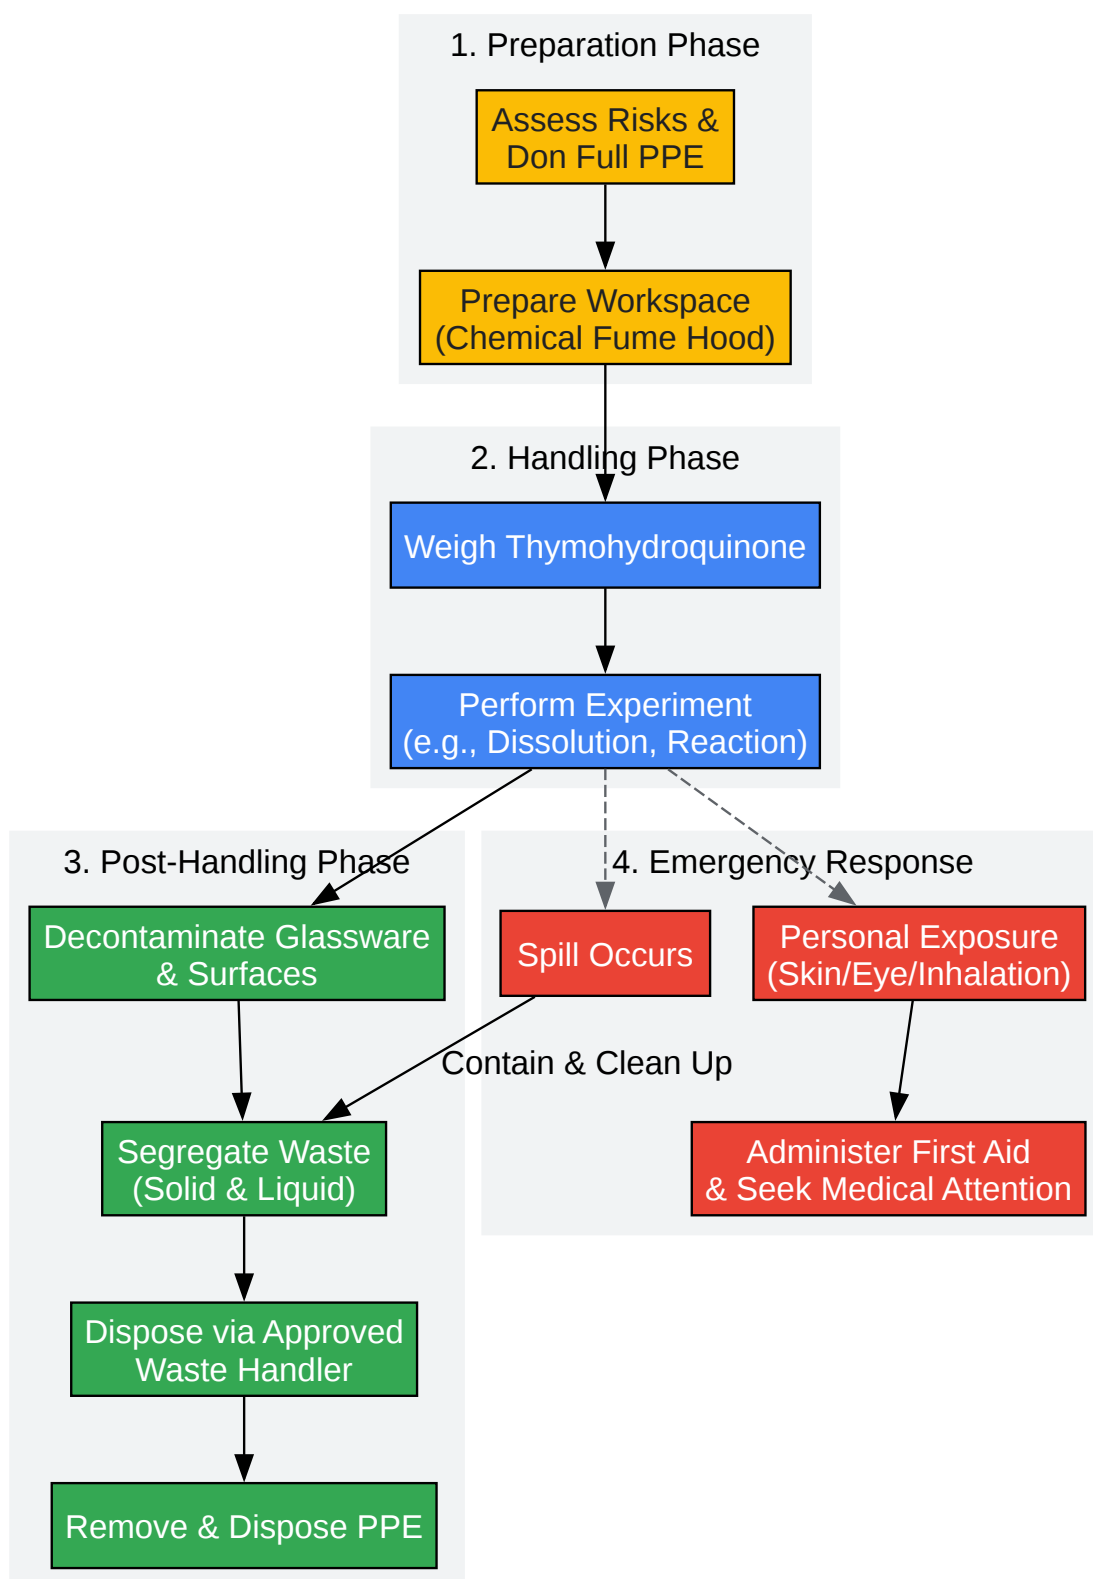 1. Preparation Phase
Assess Risks &
Don Full PPE
Prepare Workspace
(Chemical Fume Hood)
2. Handling Phase
Weigh Thymohydroquinone
Perform Experiment
(e.g., Dissolution, Reaction)
3. Post-Handling Phase
Decontaminate Glassware
& Surfaces
4. Emergency Response
Spill Occurs
Personal Exposure
(Skin/Eye/Inhalation)
Contain & Clean Up
Segregate Waste
(Solid & Liquid)
Administer First Aid
& Seek Medical Attention
Dispose via Approved
Waste Handler
Remove & Dispose PPE